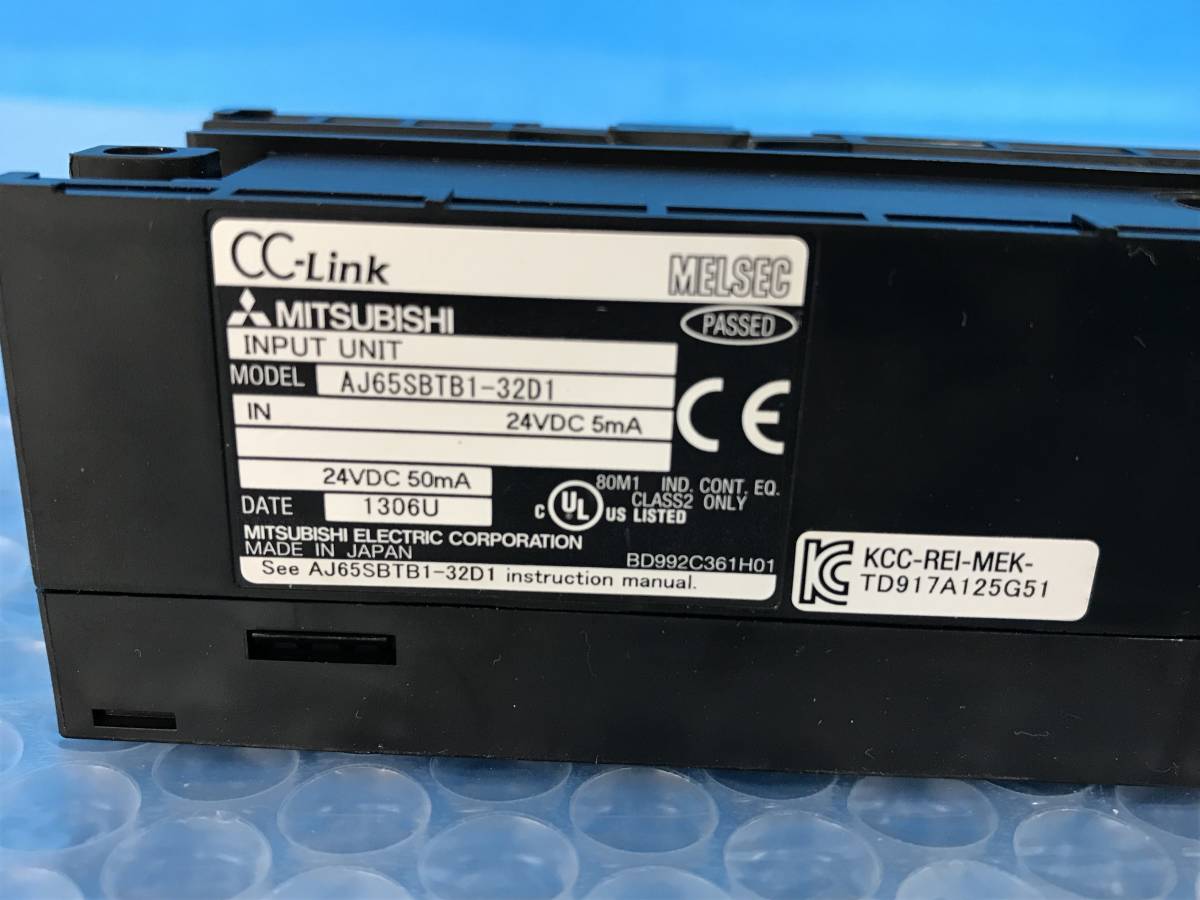 CC-Link MELSEC
MITSUBISHI PASSED
INPUT UNIT
MODEL AJ65SBTB1-32D1
CE
IN 24VDC 5mA
24VDC 50mA
DATE 1306U
C UL US LISTED
80M1 IND. CONT. EQ.
CLASS2 ONLY
MITSUBISHI ELECTRIC CORPORATION
MADE IN JAPAN BD992C361H01
See AJ65SBTB1-32D1 instruction manual.
KCC-REI-MEK-
TD917A125G51